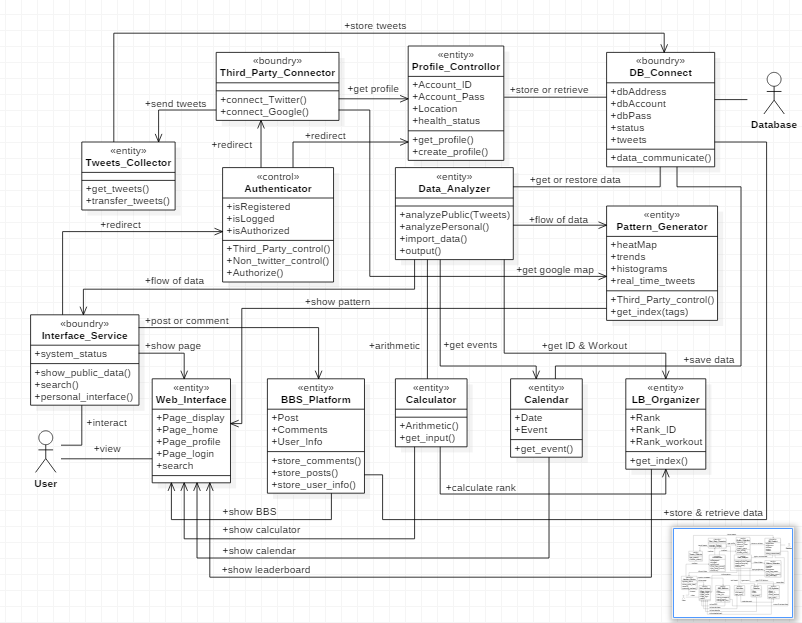 +store tweets
«boundry»
Third_Party_Connector
+connect_Twitter()
+connect_Google()
«entity»
Profile_Controllor
+Account_ID
+Account_Pass
+Location
+health_status
+get_profile()
+create_profile()
«boundry»
DB_Connect
+dbAddress
+dbAccount
+dbPass
+status
+tweets
+data_communicate()
Database
+get profile
+store or retrieve
+send tweets
+redirect
+redirect
«entity»
Tweets_Collector
+get_tweets()
+transfer_tweets()
«control»
Authenticator
+isRegistered
+isLogged
+isAuthorized
+Third_Party_control()
+Non_twitter_control()
+Authorize()
«entity»
Data_Analyzer
+analyzePublic(Tweets)
+analyzePersonal()
+import_data()
+output()
+get or restore data
+flow of data
«entity»
Pattern_Generator
+heatMap
+trends
+histograms
+real_time_tweets
+Third_Party_control()
+get_index(tags)
+redirect
+get google map
+flow of data
+show pattern
«boundry»
Interface_Service
+system_status
+show_public_data()
+search()
+personal_interface()
+post or comment
+show page
+arithmetic
+get events
+get ID & Workout
+save data
«entity»
Web_Interface
+Page_display
+Page_home
+Page_profile
+Page_login
+search
«entity»
BBS_Platform
+Post
+Comments
+User_Info
+store_comments()
+store_posts()
+store_user_info()
«entity»
Calculator
+Arithmetic()
+get_input()
«entity»
Calendar
+Date
+Event
+get_event()
«entity»
LB_Organizer
+Rank
+Rank_ID
+Rank_workout
+get_index()
+interact
+view
User
+calculate rank
+show BBS
+store & retrieve data
+show calculator
+show calendar
+show leaderboard